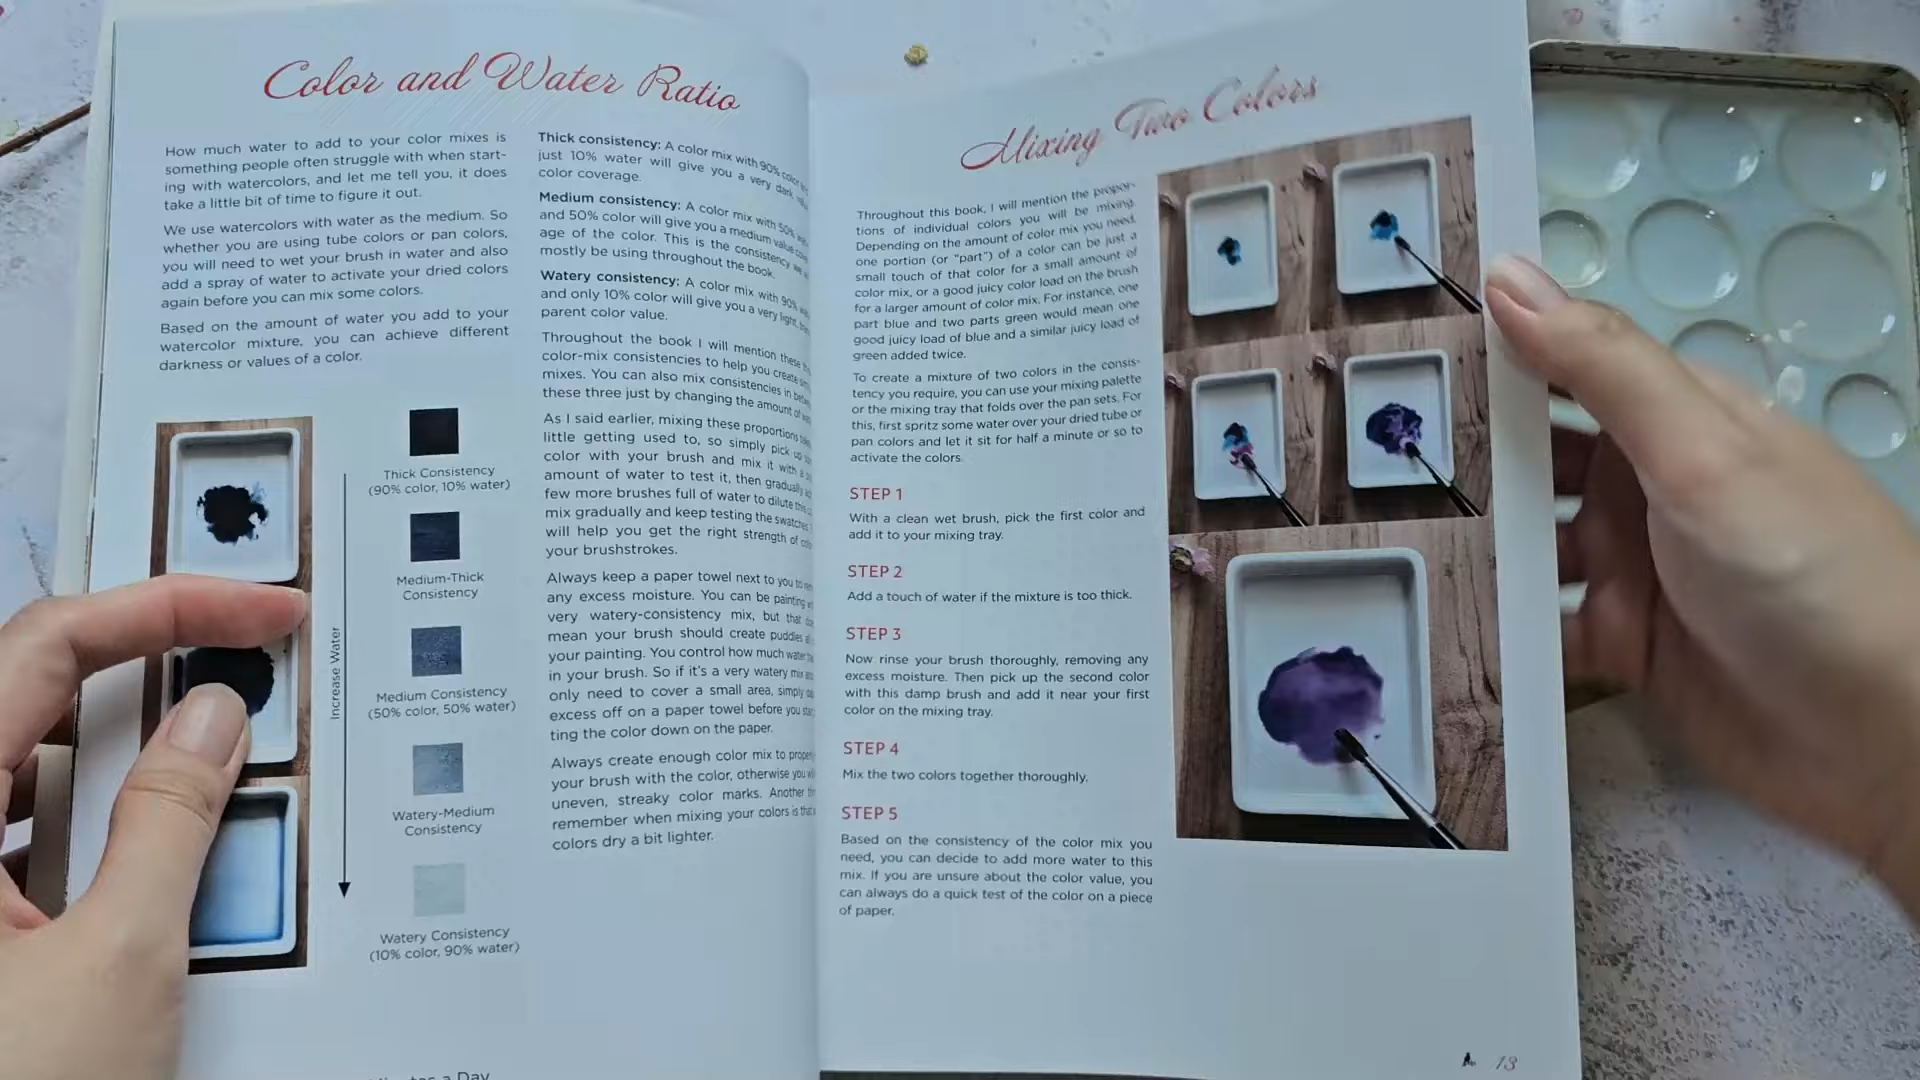 Color and Water Ratio
How much water to add to your color mixes is
something people often struggle with when start-
ing with watercolors, and let me tell you, it does
take a little bit of time to figure it out.
We use watercolors with water as the medium. So
whether you are using tube colors or pan colors,
you will need to wet your brush in water and also
add a spray of water to activate your dried colors
again before you can mix some colors.
Based on the amount of water you add to your
watercolor mixture, you can achieve different
darkness or values of a color.
Increase Water
Thick Consistency
(90% color, 10% water)
Medium-Thick
Consistency
Medium Consistency
(50% color, 50% water)
Watery-Medium
Consistency
Watery Consistency
(10% color, 90% water)
Thick consistency: A color mix with 90% color
just 10% water will give you a very dark
color coverage.
Medium consistency: A color mix with 50%
and 50% color will give you a medium value
age of the color. This is the consistency we
mostly be using throughout the book.
Watery consistency: A color mix with 90%
and only 10% color will give you a very light,
parent color value.
Throughout the book I will mention these
color-mix consistencies to help you create
mixes. You can also mix consistencies in
these three just by changing the amount of
As I said earlier, mixing these proportions
little getting used to, so simply pick up
color with your brush and mix it with a
amount of water to test it, then gradually
few more brushes full of water to dilute this
mix gradually and keep testing the swatches
will help you get the right strength of
your brushstrokes.
Always keep a paper towel next to you to
any excess moisture. You can be painting
very watery-consistency mix, but that
mean your brush should create puddles
your painting. You control how much water
in your brush. So if it's a very watery mix
only need to cover a small area, simply
excess off on a paper towel before you
ting the color down on the paper.
Always create enough color mix to
your brush with the color, otherwise you
uneven, streaky color marks. Another
remember when mixing your colors is that
colors dry a bit lighter.
a Day
Mixing Two Colors
Throughout this book, I will mention the propor-
tions of individual colors you will be mixing.
Depending on the amount of color mix you need,
one portion (or "part") of a color can be just a
small touch of that color for a small amount of
color mix, or a good juicy color load on the brush
for a larger amount of color mix. For instance, one
part blue and two parts green would mean one
good juicy load of blue and a similar juicy load of
green added twice.
To create a mixture of two colors in the consis-
tency you require, you can use your mixing palette
or the mixing tray that folds over the pan sets. For
this, first spritz some water over your dried tube or
pan colors and let it sit for half a minute or so to
activate the colors.
STEP 1
With a clean wet brush, pick the first color and
add it to your mixing tray.
STEP 2
Add a touch of water if the mixture is too thick.
STEP 3
Now rinse your brush thoroughly, removing any
excess moisture. Then pick up the second color
with this damp brush and add it near your first
color on the mixing tray.
STEP 4
Mix the two colors together thoroughly.
STEP 5
Based on the consistency of the color mix you
need, you can decide to add more water to this
mix. If you are unsure about the color value, you
can always do a quick test of the color on a piece
of paper.
13